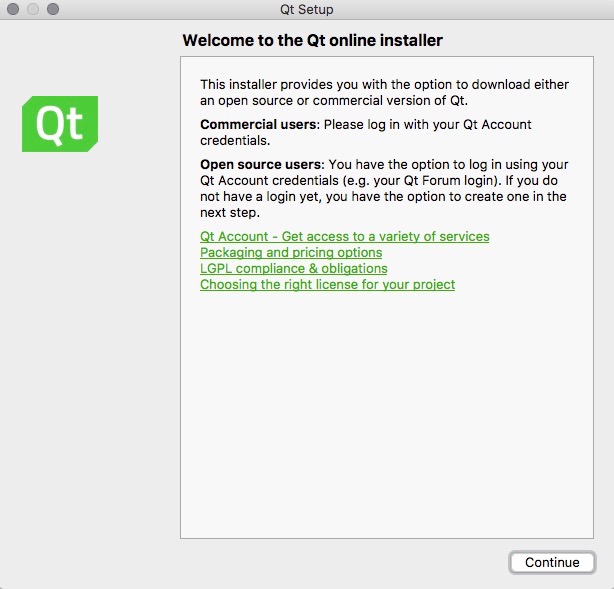 Qt Setup
Welcome to the Qt online installer
Qt
This installer provides you with the option to download either
an open source or commercial version of Qt.
Commercial users: Please log in with your Qt Account
credentials.
Open source users: You have the option to log in using your
Qt Account credentials (e.g. your Qt Forum login). If you do
not have a login yet, you have the option to create one in the
next step.
Qt Account - Get access to a variety of services
Packaging and pricing options
LGPL compliance & obligations
Choosing the right license for your project
Continue